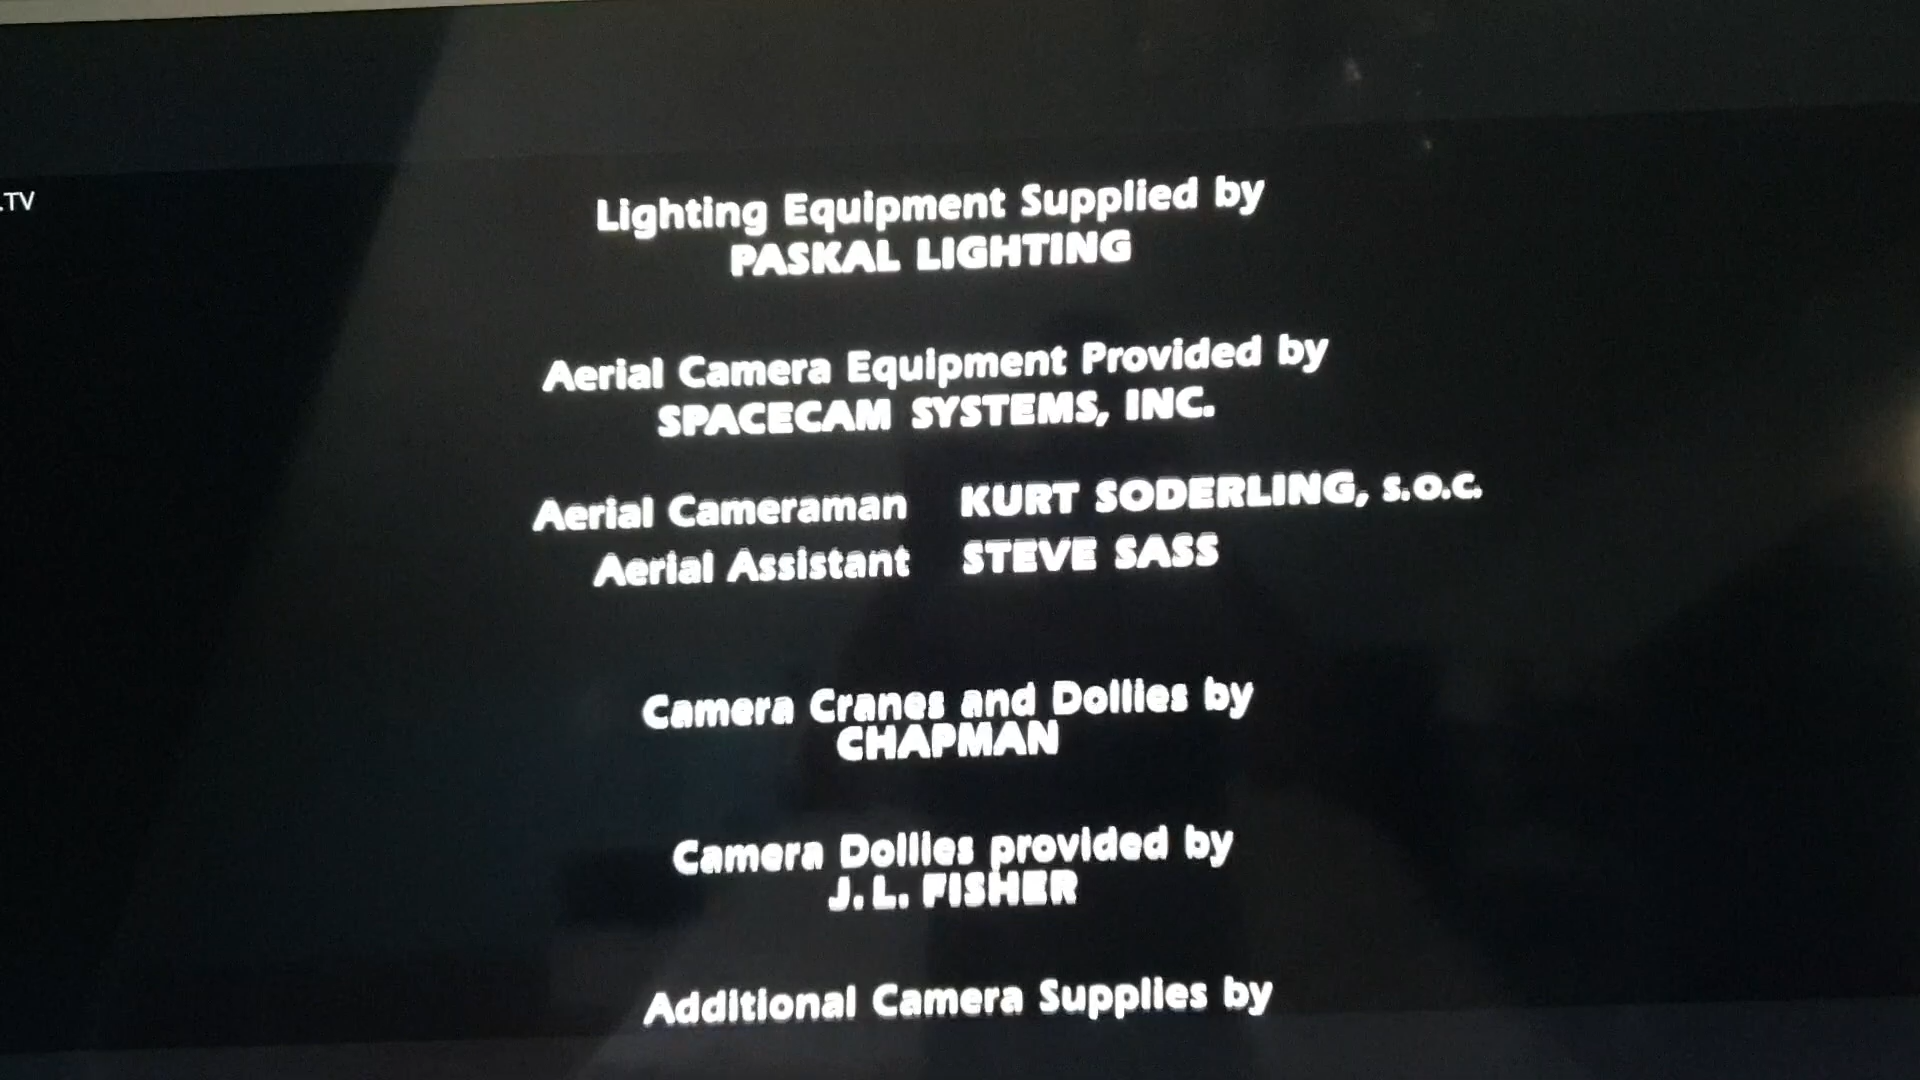 .TV
Lighting Equipment Supplied by
PASKAL LIGHTING
Aerial Camera Equipment Provided by
SPACECAM SYSTEMS, INC.
Aerial Cameraman KURT SODERLING, S.O.C.
Aerial Assistant STEVE SASS
Camera Cranes and Dollies by
CHAPMAN
Camera Dollies provided by
J. L. FISHER
Additional Camera Supplies by